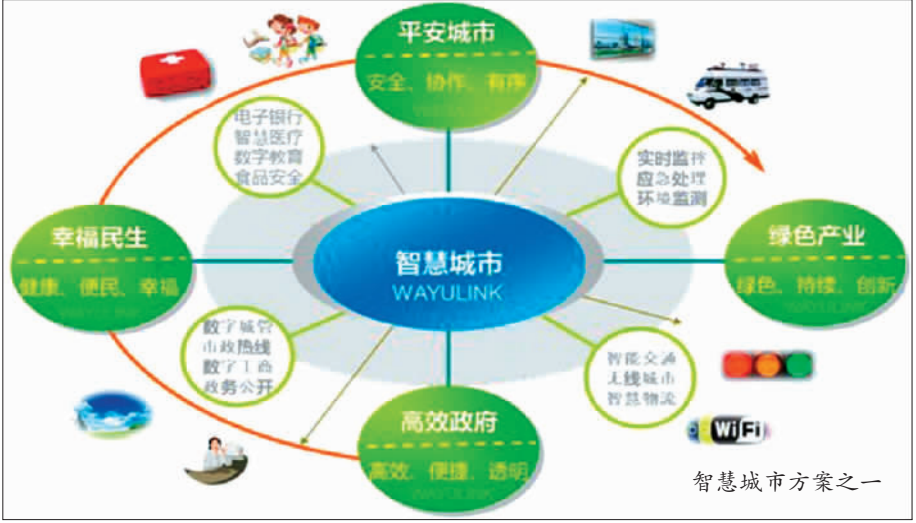 平安城市
安全、协作、有序
电子银行
智慧医疗
数字教育
食品安全
实时监控
应急处理
环境监测
幸福民生
健康、便民、幸福
WAYULINK
智慧城市
WAYULINK
绿色产业
绿色、持续、创新
WAYULINK
数字城管
市政热线
数字工商
政务公开
智能交通
无线城市
智慧物流
WiFi
高效政府
高效、便捷、透明
WAYULINK
智慧城市方案之一